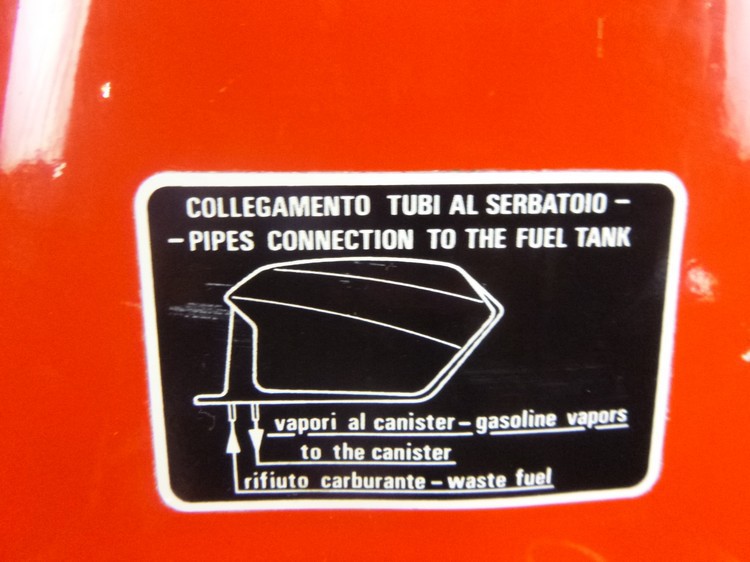 COLLEGAMENTO TUBI AL SERBATOIO –
– PIPES CONNECTION TO THE FUEL TANK
vapori al canister – gasoline vapors
to the canister
rifiuto carburante – waste fuel